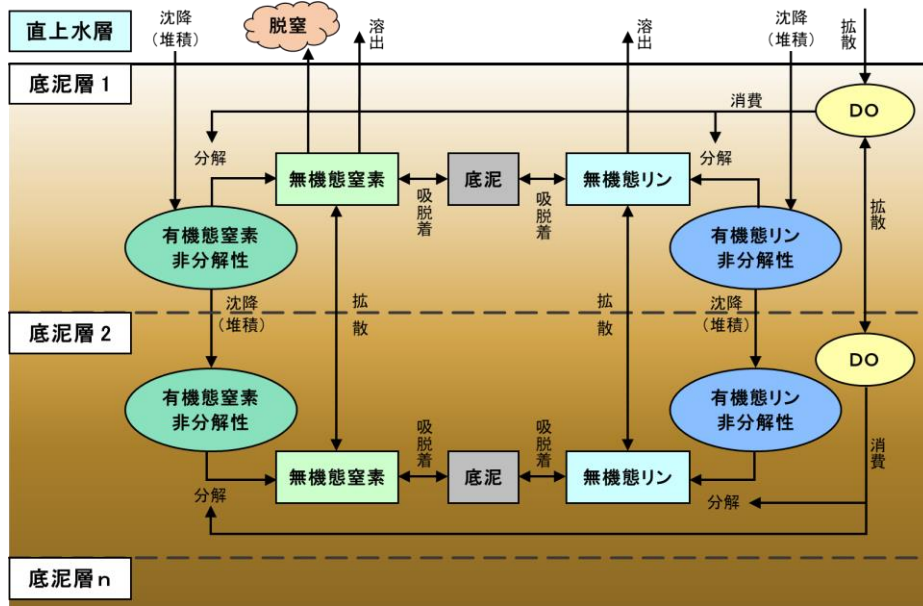 直上水層
沈降
(堆積)
脱窒
溶出
溶出
沈降
(堆積)
拡散
底泥層1
消費
DO
分解
分解
無機態窒素
底泥
無機態リン
吸脱着
吸脱着
有機態窒素
非分解性
有機態リン
非分解性
拡散
沈降
(堆積)
拡散
拡散
沈降
(堆積)
底泥層2
DO
有機態窒素
非分解性
有機態リン
非分解性
吸脱着
吸脱着
消費
無機態窒素
底泥
無機態リン
分解
分解
底泥層n